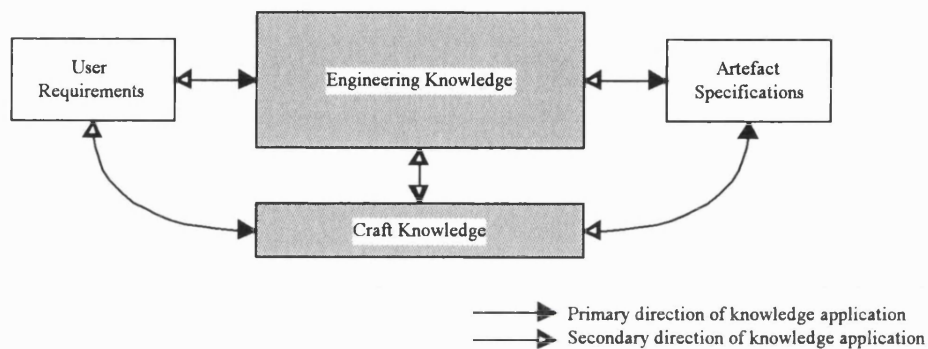 User
Requirements
Engineering Knowledge
Artefact
Specifications
Craft Knowledge
Primary direction of knowledge application
Secondary direction of knowledge application